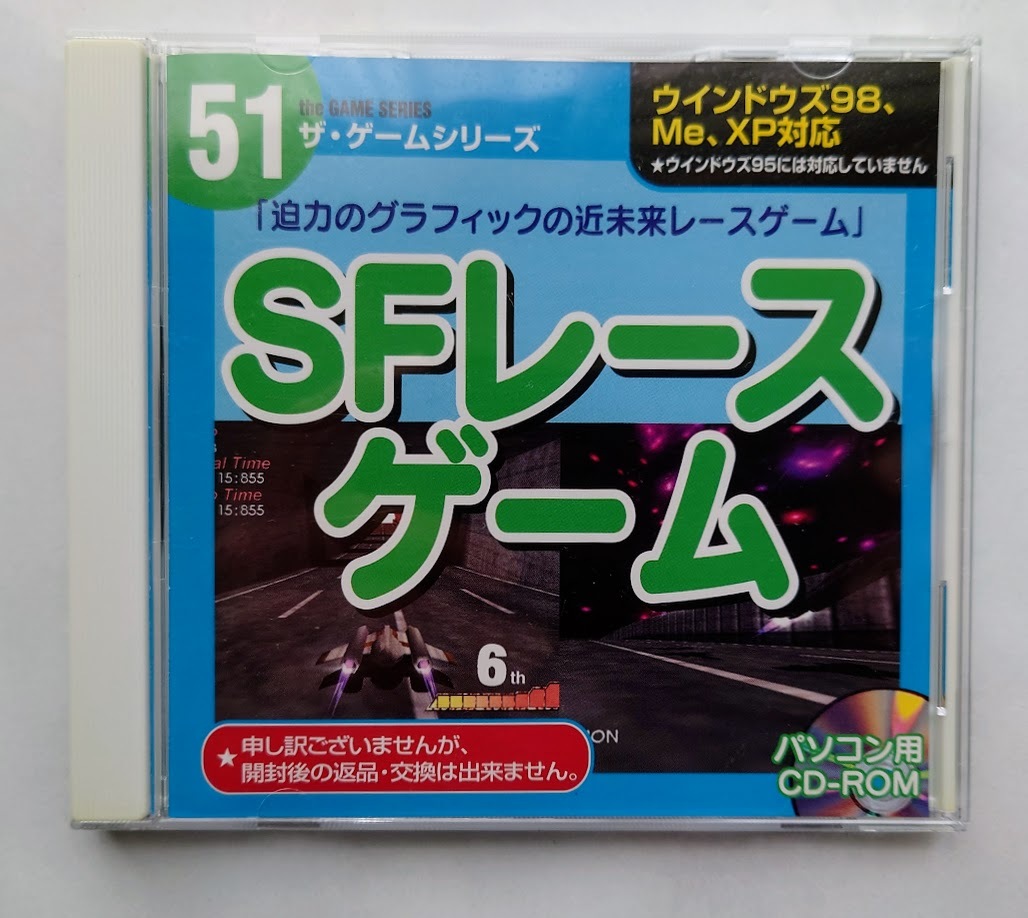 51
the GAME SERIES
ザ・ゲームシリーズ
ウインドウズ98、
Me、XP対応
★ウインドウズ95には対応していません
「迫力のグラフィックの近未来レースゲーム」
SFレース
ゲーム
al Time
15:855
Time
15:855
6th
ION
★申し訳ございませんが、
開封後の返品・交換は出来ません。
パソコン用
CD-ROM